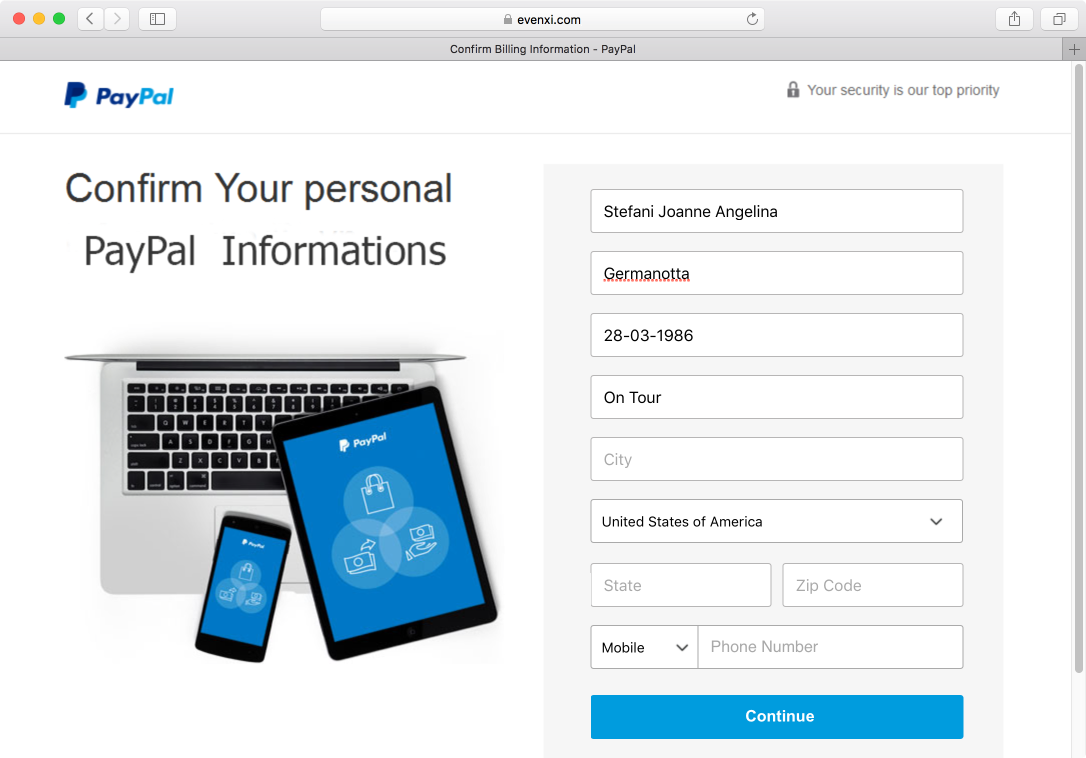 evenxi.com
Confirm Billing Information - PayPal
PayPal
Your security is our top priority
Confirm Your personal
PayPal Informations
Stefani Joanne Angelina
Germanotta
28-03-1986
On Tour
City
United States of America
State
Zip Code
Mobile
Phone Number
Continue
PayPal
PayPal